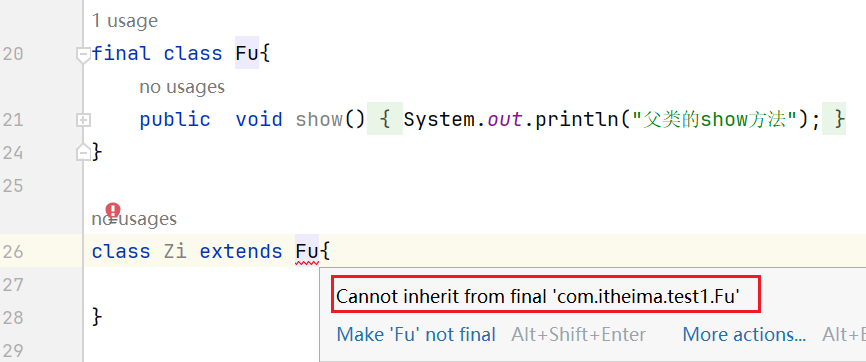 1 usage
20 final class Fu{
no usages
21 public void show() { System.out.println("父类的show方法"); }
24 }
25
no usages
26 class Zi extends Fu{
27
Cannot inherit from final 'com.itheima.test1.Fu'
28 }
Make 'Fu' not final Alt+Shift+Enter More actions...
29